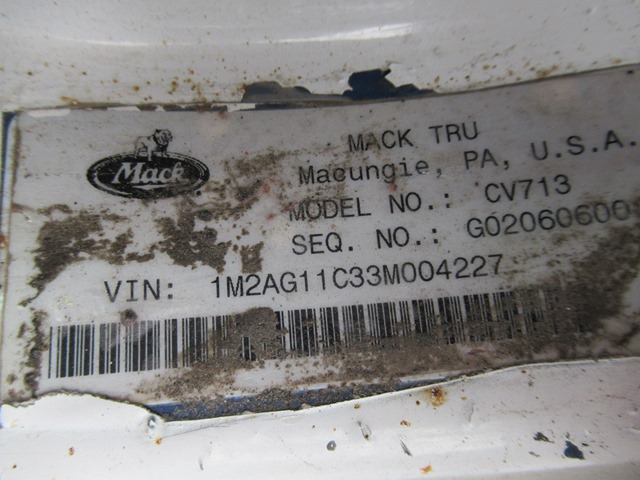 Mack
MACK TRU
Macungie, PA, U.S.A.
MODEL NO.: CV713
SEQ. NO.: G02060600
VIN: 1M2AG11C33M004227